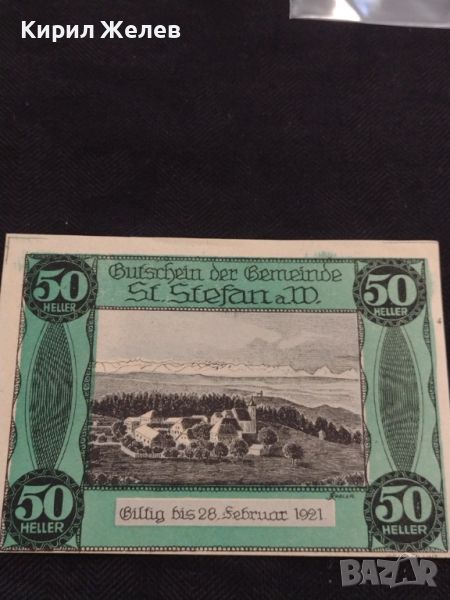 Кирил Желев
50 HELLER
Gutschein der Gemeinde
St. Stefan a.W.
50 HELLER
50 HELLER
Giltig bis 28. Februar 1921
50 HELLER
BAZAR